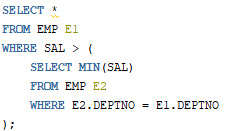 SELECT *
FROM EMP E1
WHERE SAL > (
SELECT MIN(SAL)
FROM EMP E2
WHERE E2.DEPTNO = E1.DEPTNO
);